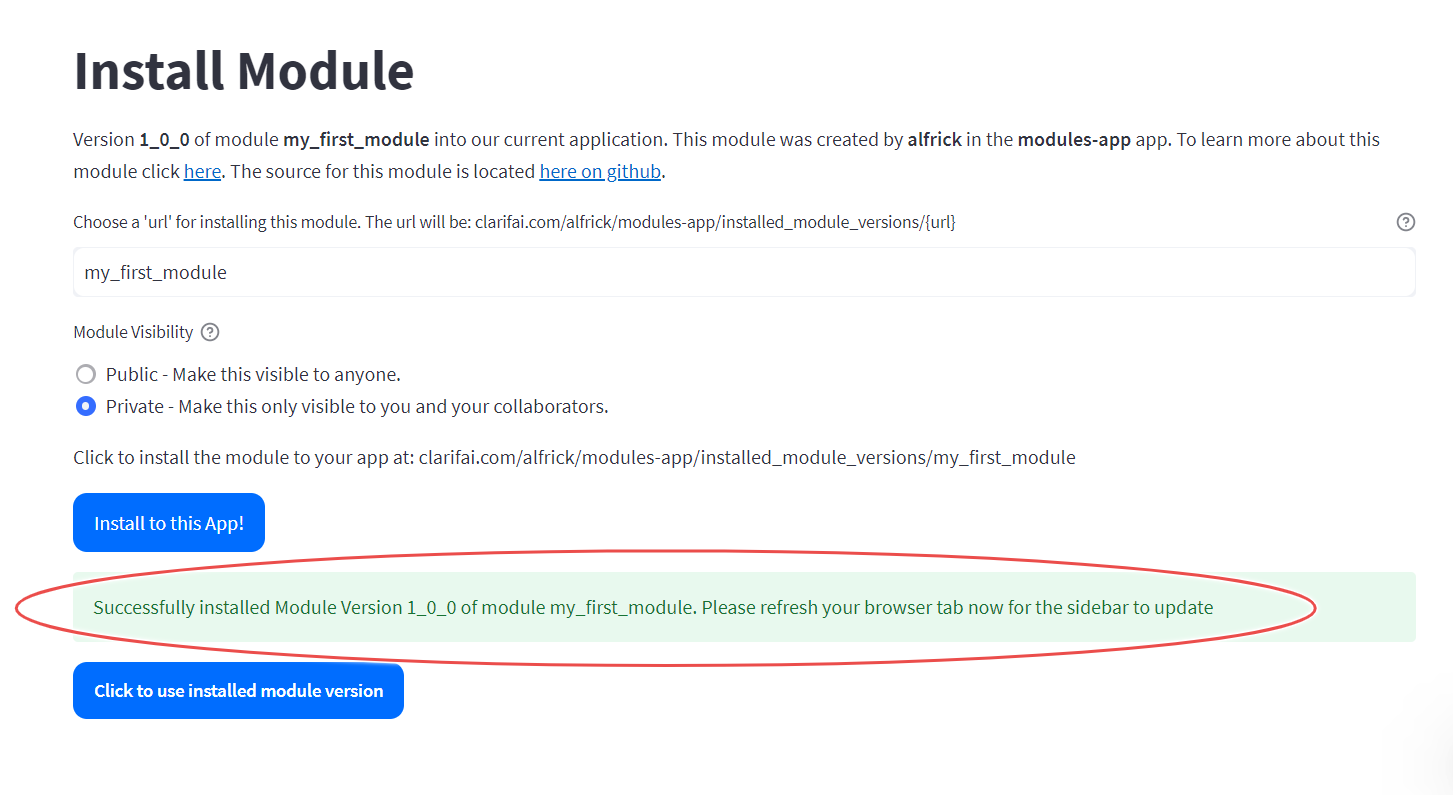 Install Module
Version 1_0_0 of module my_first_module into our current application. This module was created by alfrick in the modules-app app. To learn more about this
module click here. The source for this module is located here on github.
Choose a 'url' for installing this module. The url will be: clarifai.com/alfrick/modules-app/installed_module_versions/{url}
my_first_module
Module Visibility
Public - Make this visible to anyone.
Private - Make this only visible to you and your collaborators.
Click to install the module to your app at: clarifai.com/alfrick/modules-app/installed_module_versions/my_first_module
Install to this App!
Successfully installed Module Version 1_0_0 of module my_first_module. Please refresh your browser tab now for the sidebar to update
Click to use installed module version